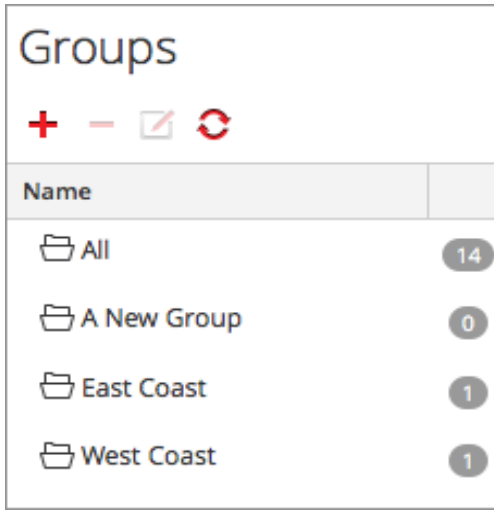 Groups
Name
All 14
A New Group 0
East Coast 1
West Coast 1